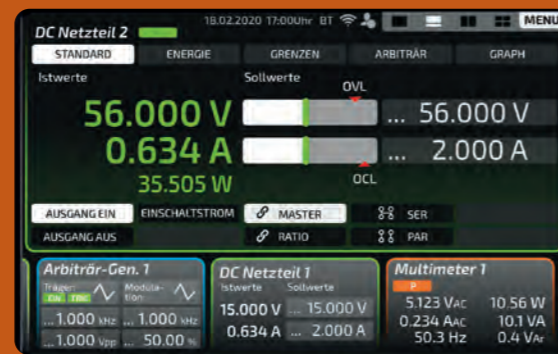 18.02.2020 17:00Uhr BT MENU
DC Netzteil 2
STANDARD ENERGIE GRENZEN ARBITRÄR GRAPH
Istwerte Sollwerte
OVL
56.000 V ... 56.000 V
0.634 A ... 2.000 A
35.505 W OCL
AUSGANG EIN EINSCHALTSTROM MASTER SER
AUSGANG AUS RATIO PAR
Arbiträr-Gen. 1
Träger: Modula-
tion:
... 1.000 kHz ... 1.000 kHz
... 1.000 Vpp ... 50.00 %
DC Netzteil 1
Istwerte Sollwerte
15.000 V ... 15.000 V
0.634 A ... 2.000 A
Multimeter 1
P
5.123 VAC 10.56 W
0.234 AAC 10.1 VA
50.3 Hz 0.4 VAr